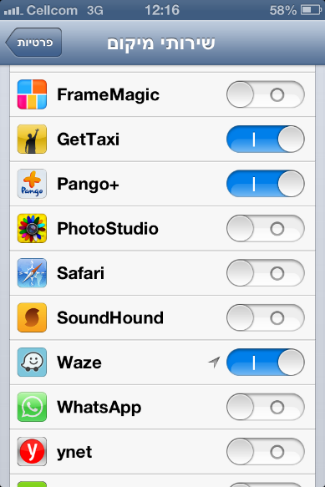 Cellcom 3G 12:16 58%
פרטיות
שירותי מיקום
FrameMagic
GetTaxi
Pango+
Pango
PhotoStudio
Safari
SoundHound
Waze
WhatsApp
y
ynet